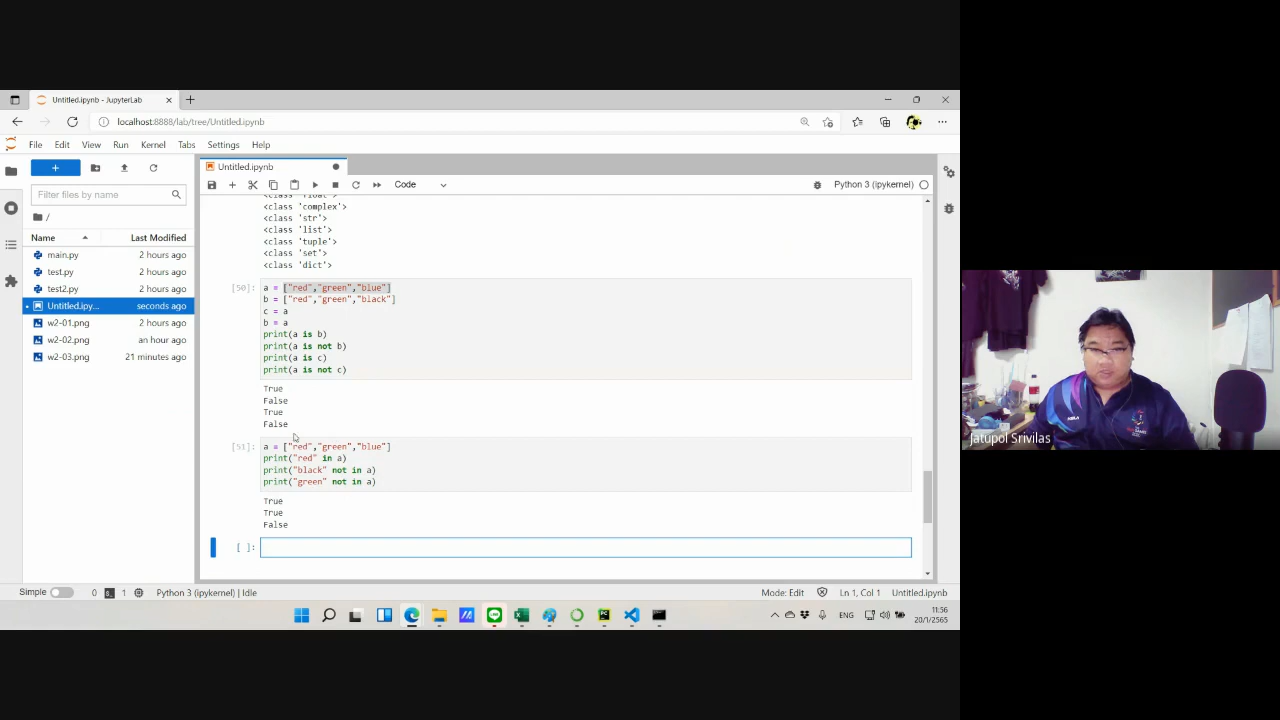 Untitled.ipynb - JupyterLab
localhost:8888/lab/tree/Untitled.ipynb
File Edit View Run Kernel Tabs Settings Help
Untitled.ipynb
Code
Python 3 (ipykernel)
Filter files by name
/
Name Last Modified
main.py 2 hours ago
test.py 2 hours ago
test2.py 2 hours ago
Untitled.ipy... seconds ago
w2-01.png 2 hours ago
w2-02.png an hour ago
w2-03.png 21 minutes ago
<class 'float'>
<class 'complex'>
<class 'str'>
<class 'list'>
<class 'tuple'>
<class 'set'>
<class 'dict'>
[50]: a = ["red","green","blue"]
b = ["red","green","black"]
c = a
b = a
print(a is b)
print(a is not b)
print(a is c)
print(a is not c)
True
False
True
False
[51]: a = ["red","green","blue"]
print("red" in a)
print("black" not in a)
print("green" not in a)
True
True
False
[ ]:
Simple 0 1 Python 3 (ipykernel) | Idle Mode: Edit Ln 1, Col 1 Untitled.ipynb
ENG 11:56
20/1/2565
Jatupol Srivilas